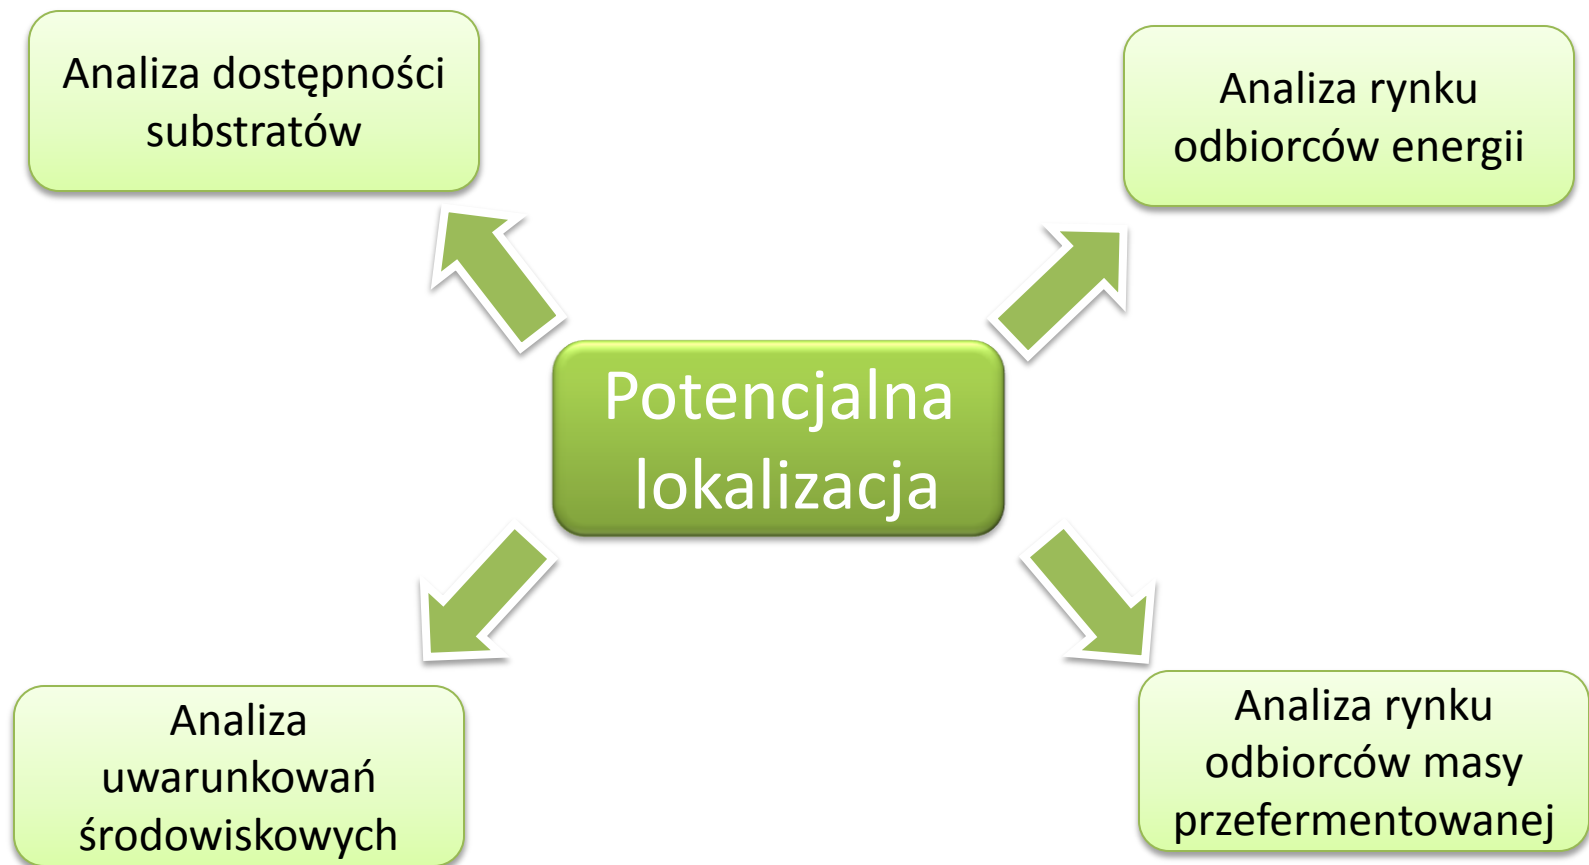 Analiza dostępności
substratów
Analiza rynku
odbiorców energii
Potencjalna
lokalizacja
Analiza
uwarunkowań
środowiskowych
Analiza rynku
odbiorców masy
przefermentowanej